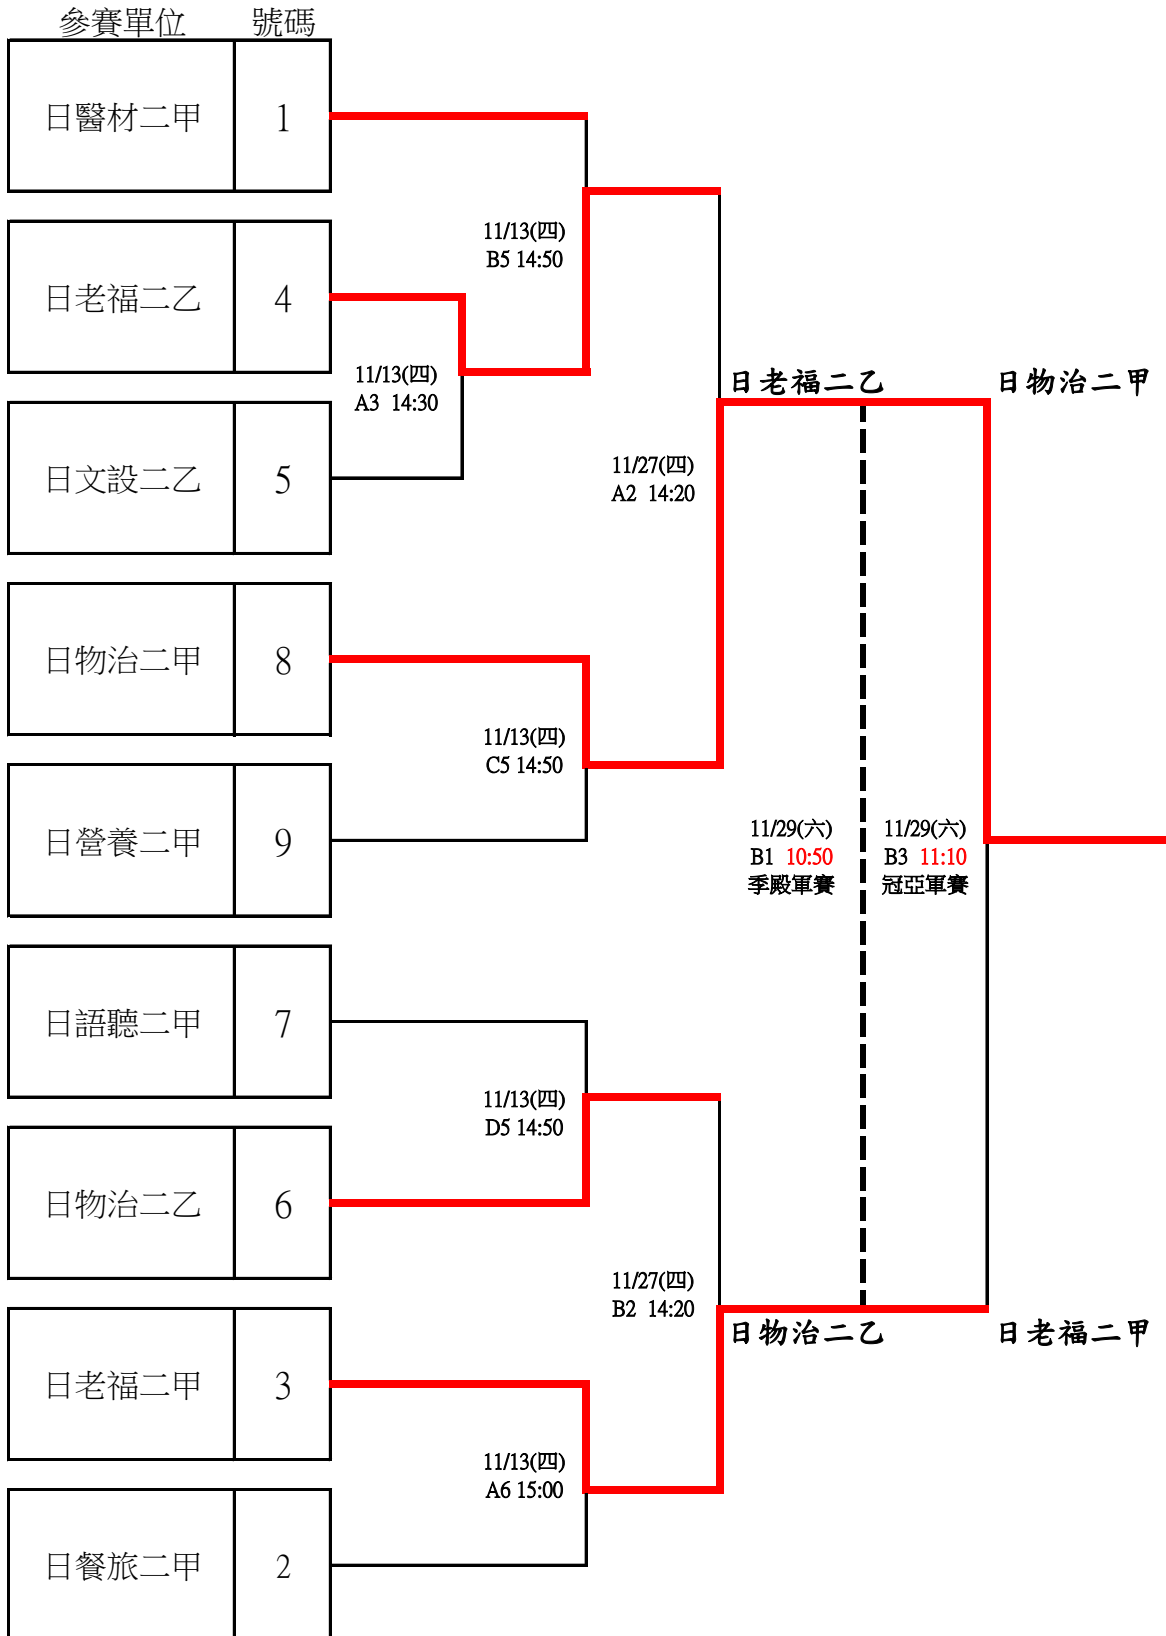 參賽單位 號碼
日醫材二甲 1
11/13(四)
B5 14:50
日老福二乙 4
11/13(四)
A3 14:30
日老福二乙 日物治二甲
日文設二乙 5
11/27(四)
A2 14:20
日物治二甲 8
11/13(四)
C5 14:50
日營養二甲 9
11/29(六)
B1 10:50
季殿軍賽
11/29(六)
B3 11:10
冠亞軍賽
日語聽二甲 7
11/13(四)
D5 14:50
日物治二乙 6
11/27(四)
B2 14:20
日物治二乙 日老福二甲
日老福二甲 3
11/13(四)
A6 15:00
日餐旅二甲 2